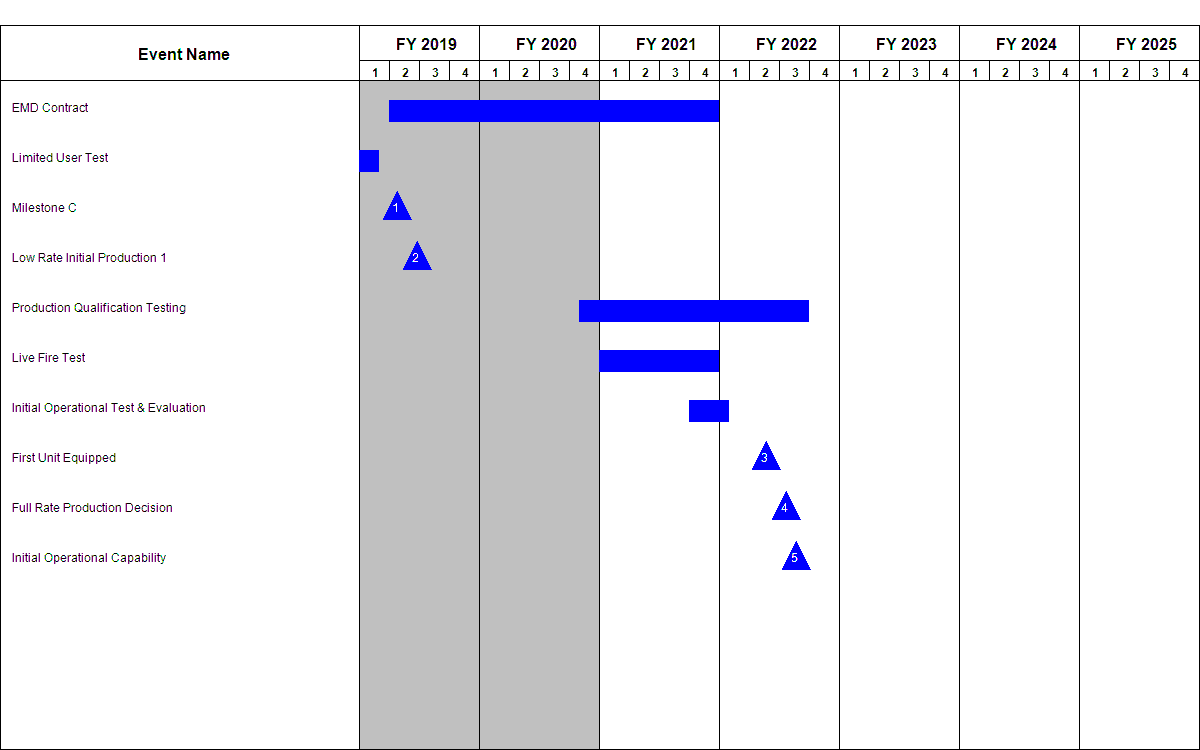 Event Name FY 2019 FY 2020 FY 2021 FY 2022 FY 2023 FY 2024 FY 2025
1 2 3 4 1 2 3 4 1 2 3 4 1 2 3 4 1 2 3 4 1 2 3 4 1 2 3 4
EMD Contract
Limited User Test
Milestone C 1
Low Rate Initial Production 1 2
Production Qualification Testing
Live Fire Test
Initial Operational Test & Evaluation
First Unit Equipped 3
Full Rate Production Decision 4
Initial Operational Capability 5